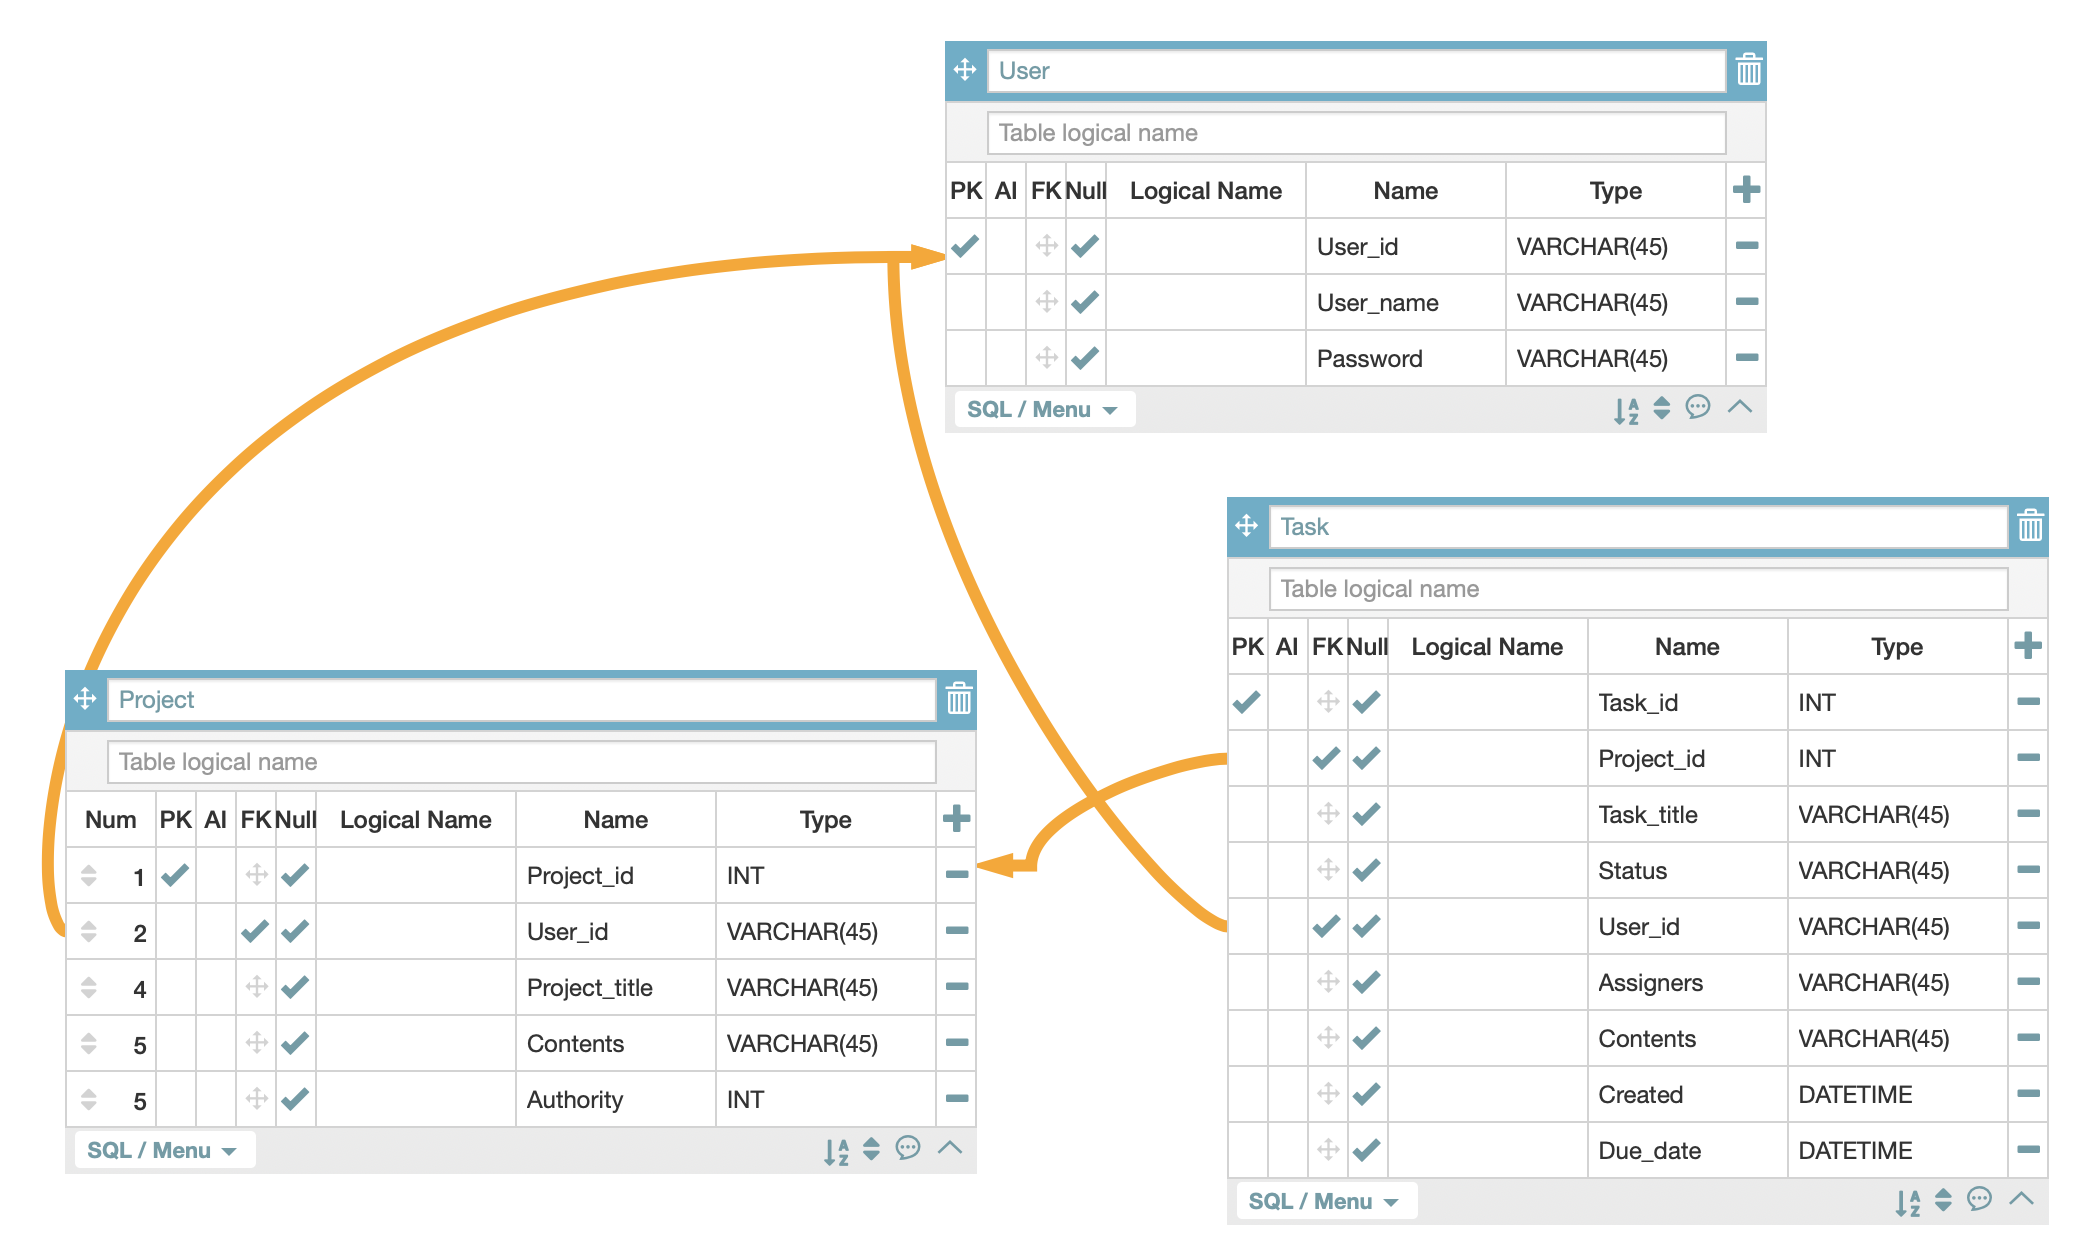 User
Table logical name
PK AI FK Null Logical Name Name Type
User_id VARCHAR(45)
User_name VARCHAR(45)
Password VARCHAR(45)
SQL / Menu
A
Z
Task
Table logical name
PK AI FK Null Logical Name Name Type
Task_id INT
Project_id INT
Task_title VARCHAR(45)
Status VARCHAR(45)
User_id VARCHAR(45)
Assigners VARCHAR(45)
Contents VARCHAR(45)
Created DATETIME
Due_date DATETIME
SQL / Menu
A
Z
Project
Table logical name
Num PK AI FK Null Logical Name Name Type
1 Project_id INT
2 User_id VARCHAR(45)
4 Project_title VARCHAR(45)
5 Contents VARCHAR(45)
5 Authority INT
SQL / Menu
A
Z